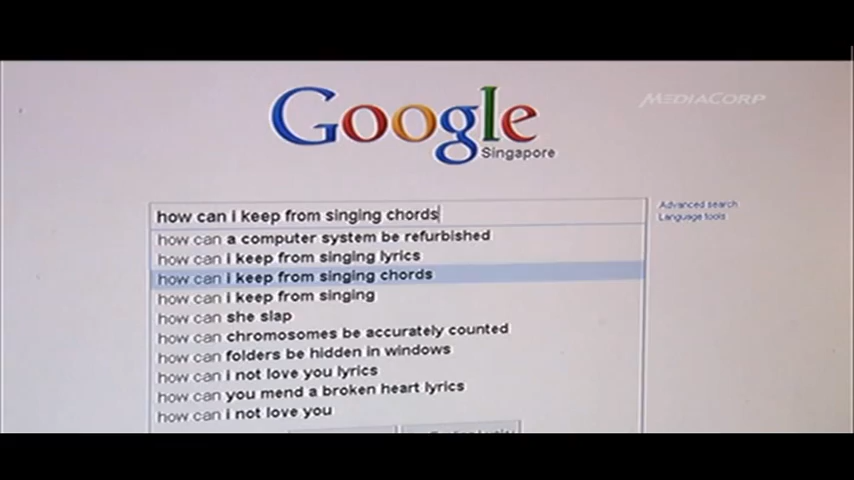 Google
MEDIACORP
Singapore
how can i keep from singing chords
Advanced search
Language tools
how can a computer system be refurbished
how can i keep from singing lyrics
how can i keep from singing chords
how can i keep from singing
how can she slap
how can chromosomes be accurately counted
how can folders be hidden in windows
how can i not love you lyrics
how can you mend a broken heart lyrics
how can i not love you